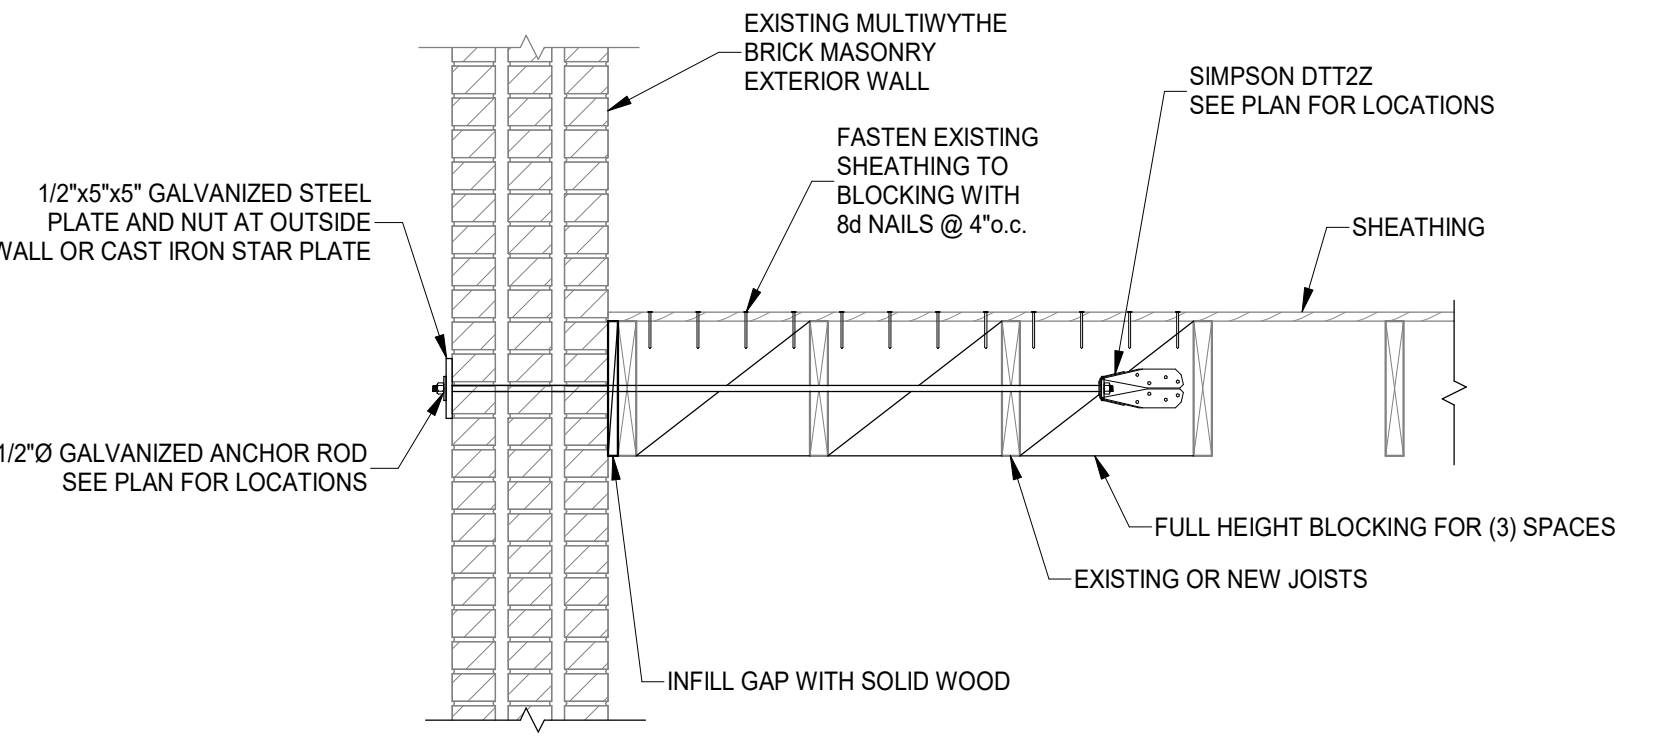 EXISTING MULTIWYTHE
BRICK MASONRY
EXTERIOR WALL
SIMPSON DTT2Z
SEE PLAN FOR LOCATIONS
FASTEN EXISTING
SHEATHING TO
BLOCKING WITH
8d NAILS @ 4"o.c.
1/2"x5"x5" GALVANIZED STEEL
PLATE AND NUT AT OUTSIDE
WALL OR CAST IRON STAR PLATE
SHEATHING
1/2"Ø GALVANIZED ANCHOR ROD
SEE PLAN FOR LOCATIONS
FULL HEIGHT BLOCKING FOR (3) SPACES
EXISTING OR NEW JOISTS
INFILL GAP WITH SOLID WOOD